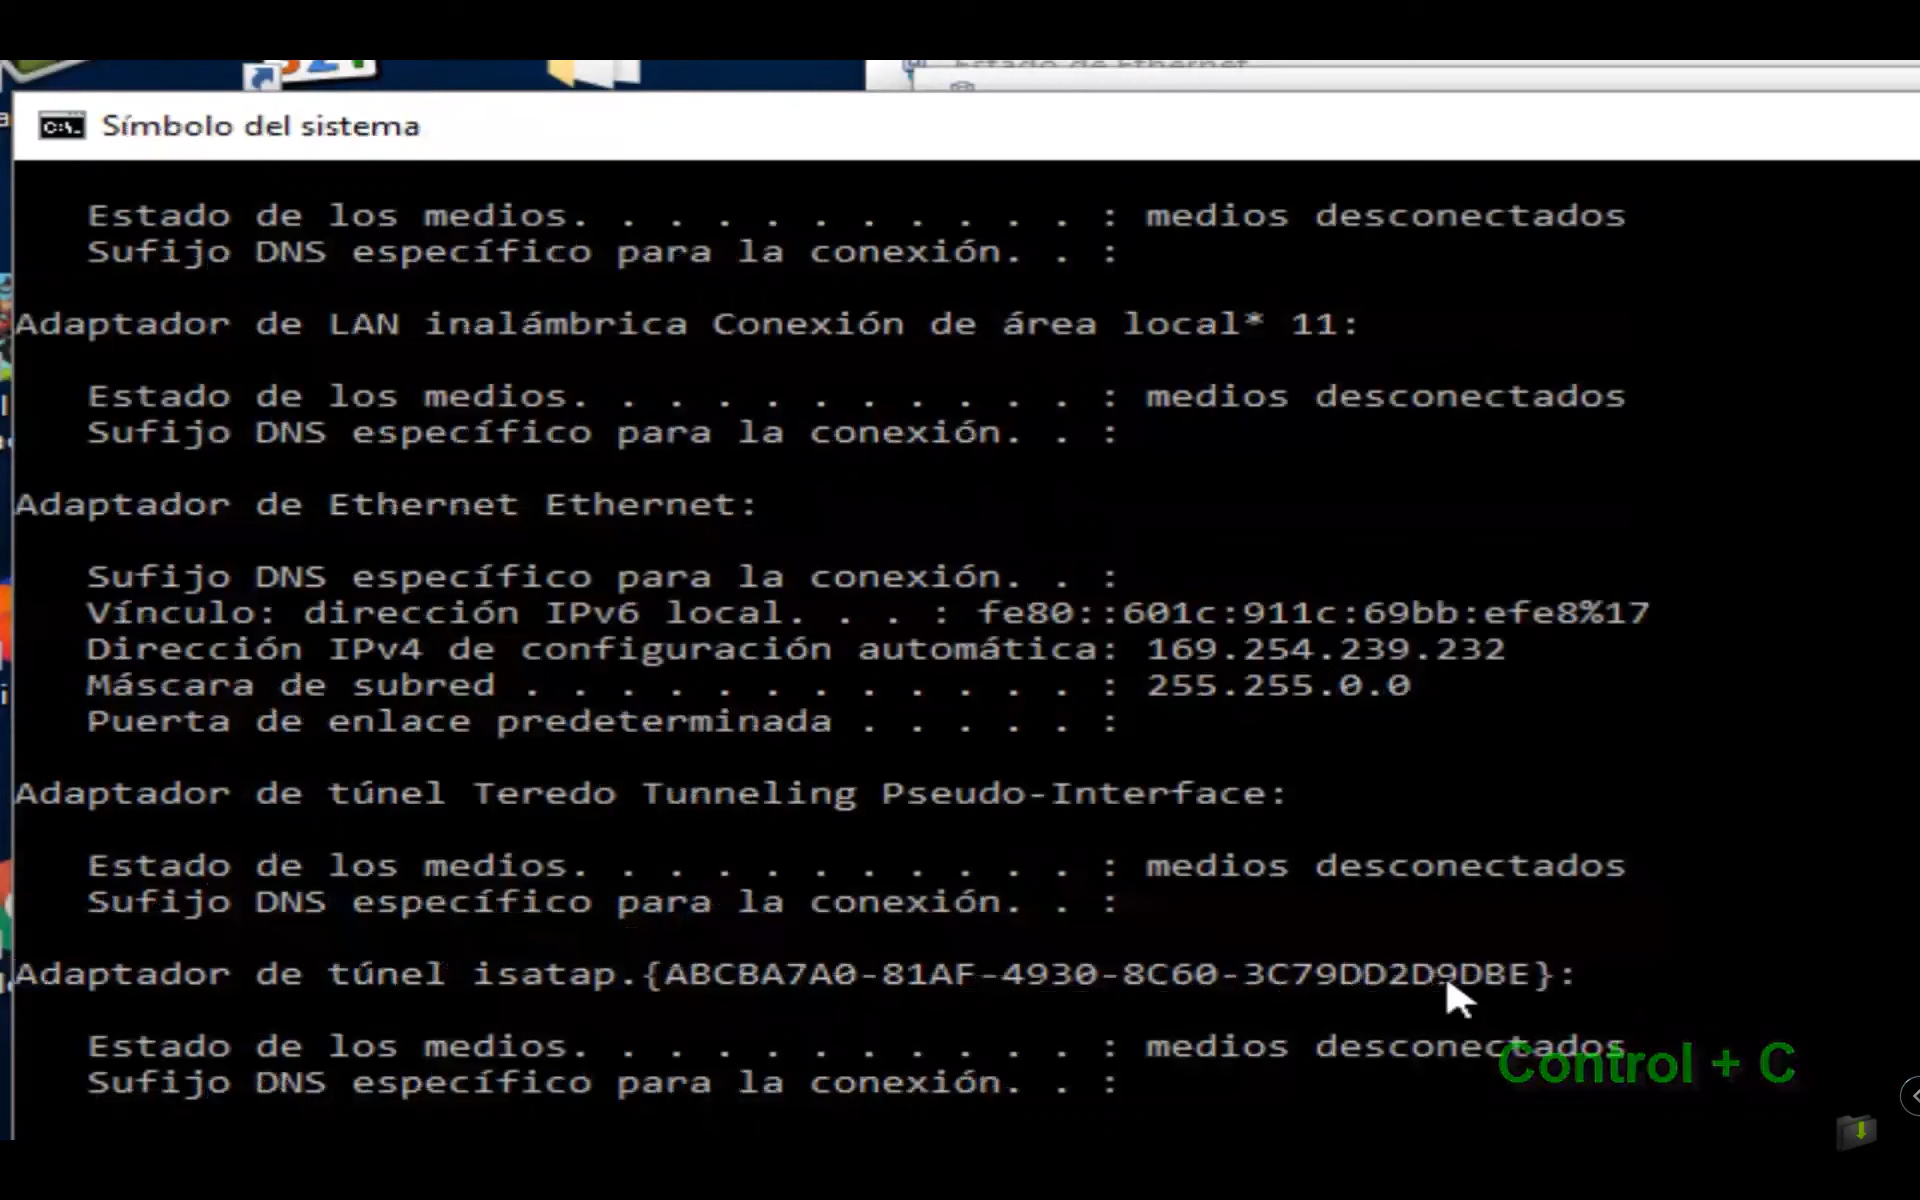 Estado de Ethernet
Símbolo del sistema
Estado de los medios. . . . . . . . . . . : medios desconectados
Sufijo DNS específico para la conexión. . :
Adaptador de LAN inalámbrica Conexión de área local* 11:
Estado de los medios. . . . . . . . . . . : medios desconectados
Sufijo DNS específico para la conexión. . :
Adaptador de Ethernet Ethernet:
Sufijo DNS específico para la conexión. . :
Vínculo: dirección IPv6 local. . . : fe80::601c:911c:69bb:efe8%17
Dirección IPv4 de configuración automática: 169.254.239.232
Máscara de subred . . . . . . . . . . . . : 255.255.0.0
Puerta de enlace predeterminada . . . . . :
Adaptador de túnel Teredo Tunneling Pseudo-Interface:
Estado de los medios. . . . . . . . . . . : medios desconectados
Sufijo DNS específico para la conexión. . :
Adaptador de túnel isatap.{ABCBA7A0-81AF-4930-8C60-3C79DD2D9DBE}:
Estado de los medios. . . . . . . . . . . : medios desconectados
Control + C
Sufijo DNS específico para la conexión. . :